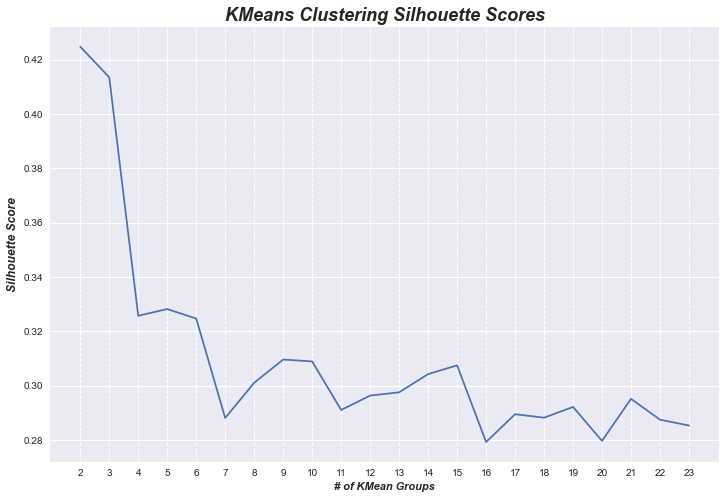 KMeans Clustering Silhouette Scores
0.42
0.40
0.38
0.36
0.34
0.32
0.30
0.28
Silhouette Score
2 3 4 5 6 7 8 9 10 11 12 13 14 15 16 17 18 19 20 21 22 23
# of KMean Groups